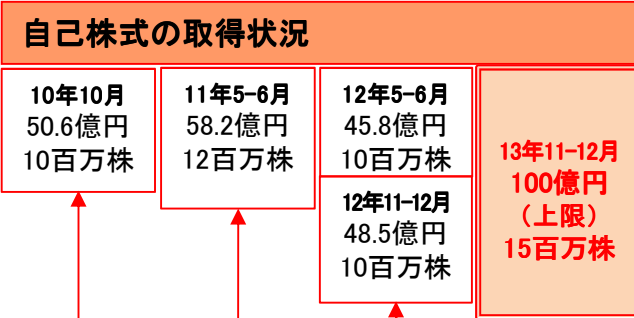 自己株式の取得状況
10年10月
50.6億円
10百万株
11年5-6月
58.2億円
12百万株
12年5-6月
45.8億円
10百万株
12年11-12月
48.5億円
10百万株
13年11-12月
100億円
（上限）
15百万株